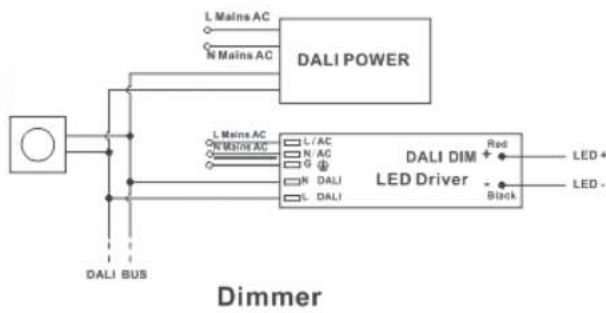 L Mains AC
N Mains AC
DALI POWER
L Mains AC
N Mains AC
L / AC
N / AC
G
N DALI
L DALI
DALI DIM
LED Driver
Red
+
-
Black
LED +
LED -
DALI BUS
Dimmer